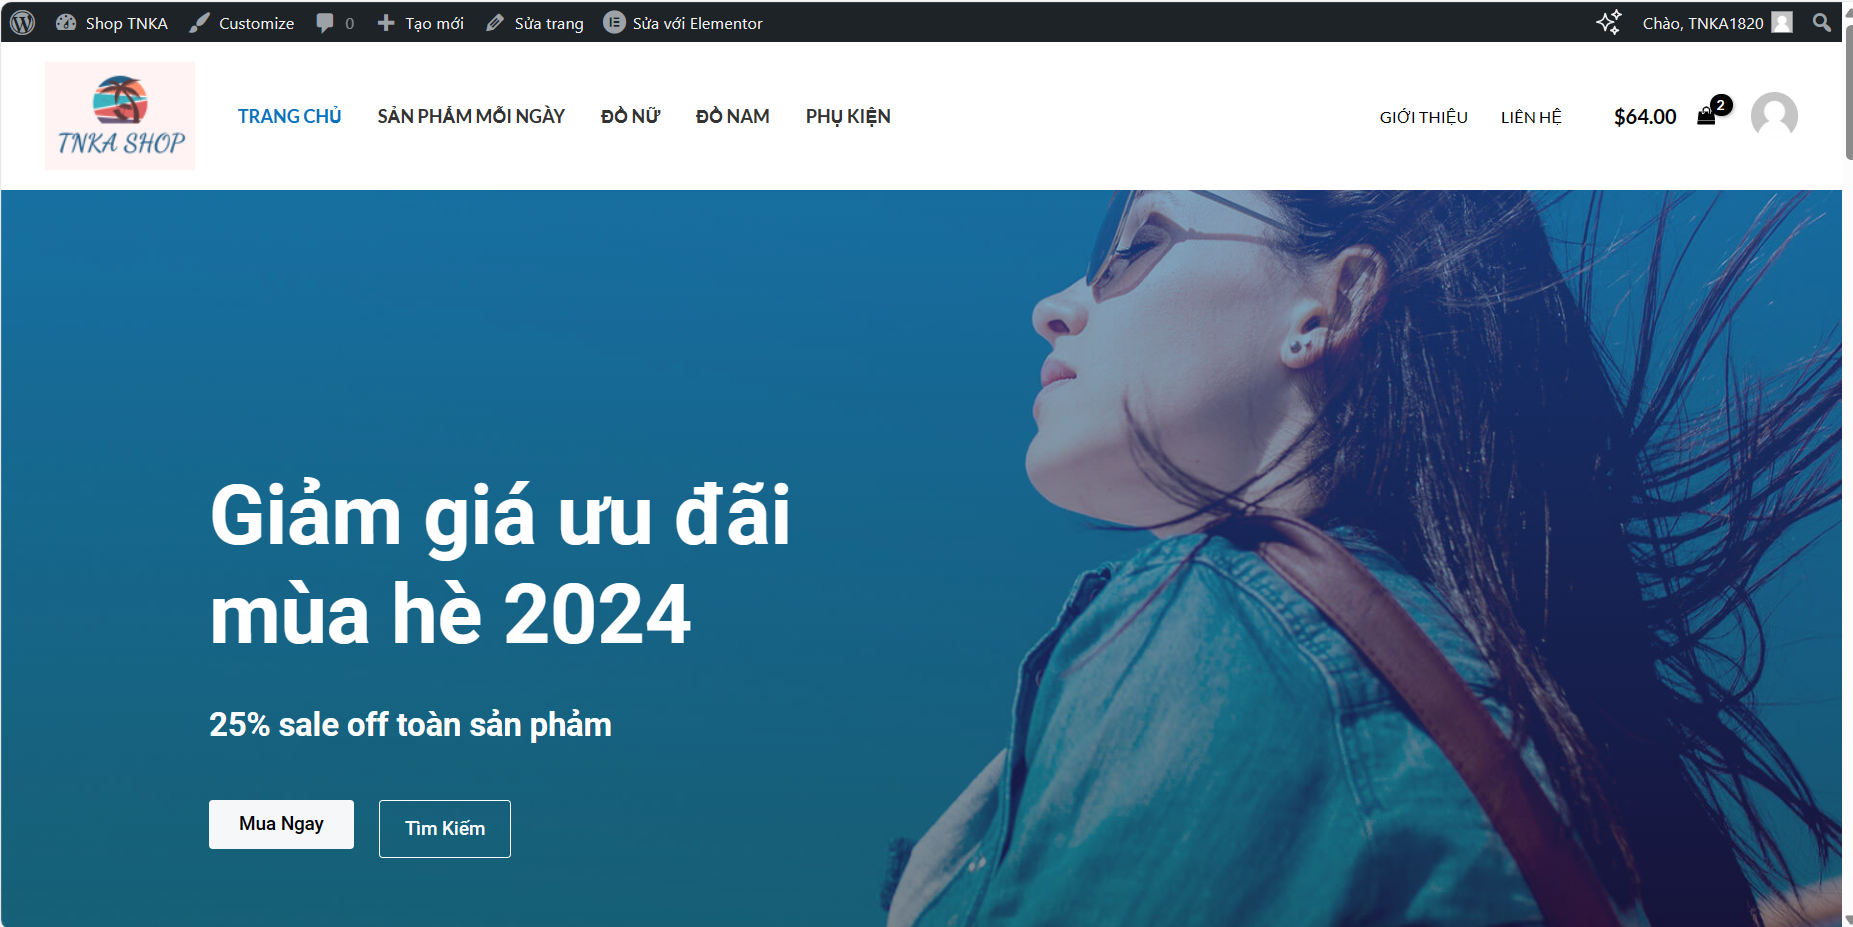 Shop TNKA Customize 0 Tạo mới Sửa trang Sửa với Elementor Chào, TNKA1820
TNKA SHOP
TRANG CHỦ SẢN PHẨM MỖI NGÀY ĐỒ NỮ ĐỒ NAM PHỤ KIỆN GIỚI THIỆU LIÊN HỆ $64.00 2
Giảm giá ưu đãi
mùa hè 2024
25% sale off toàn sản phảm
Mua Ngay Tìm Kiếm